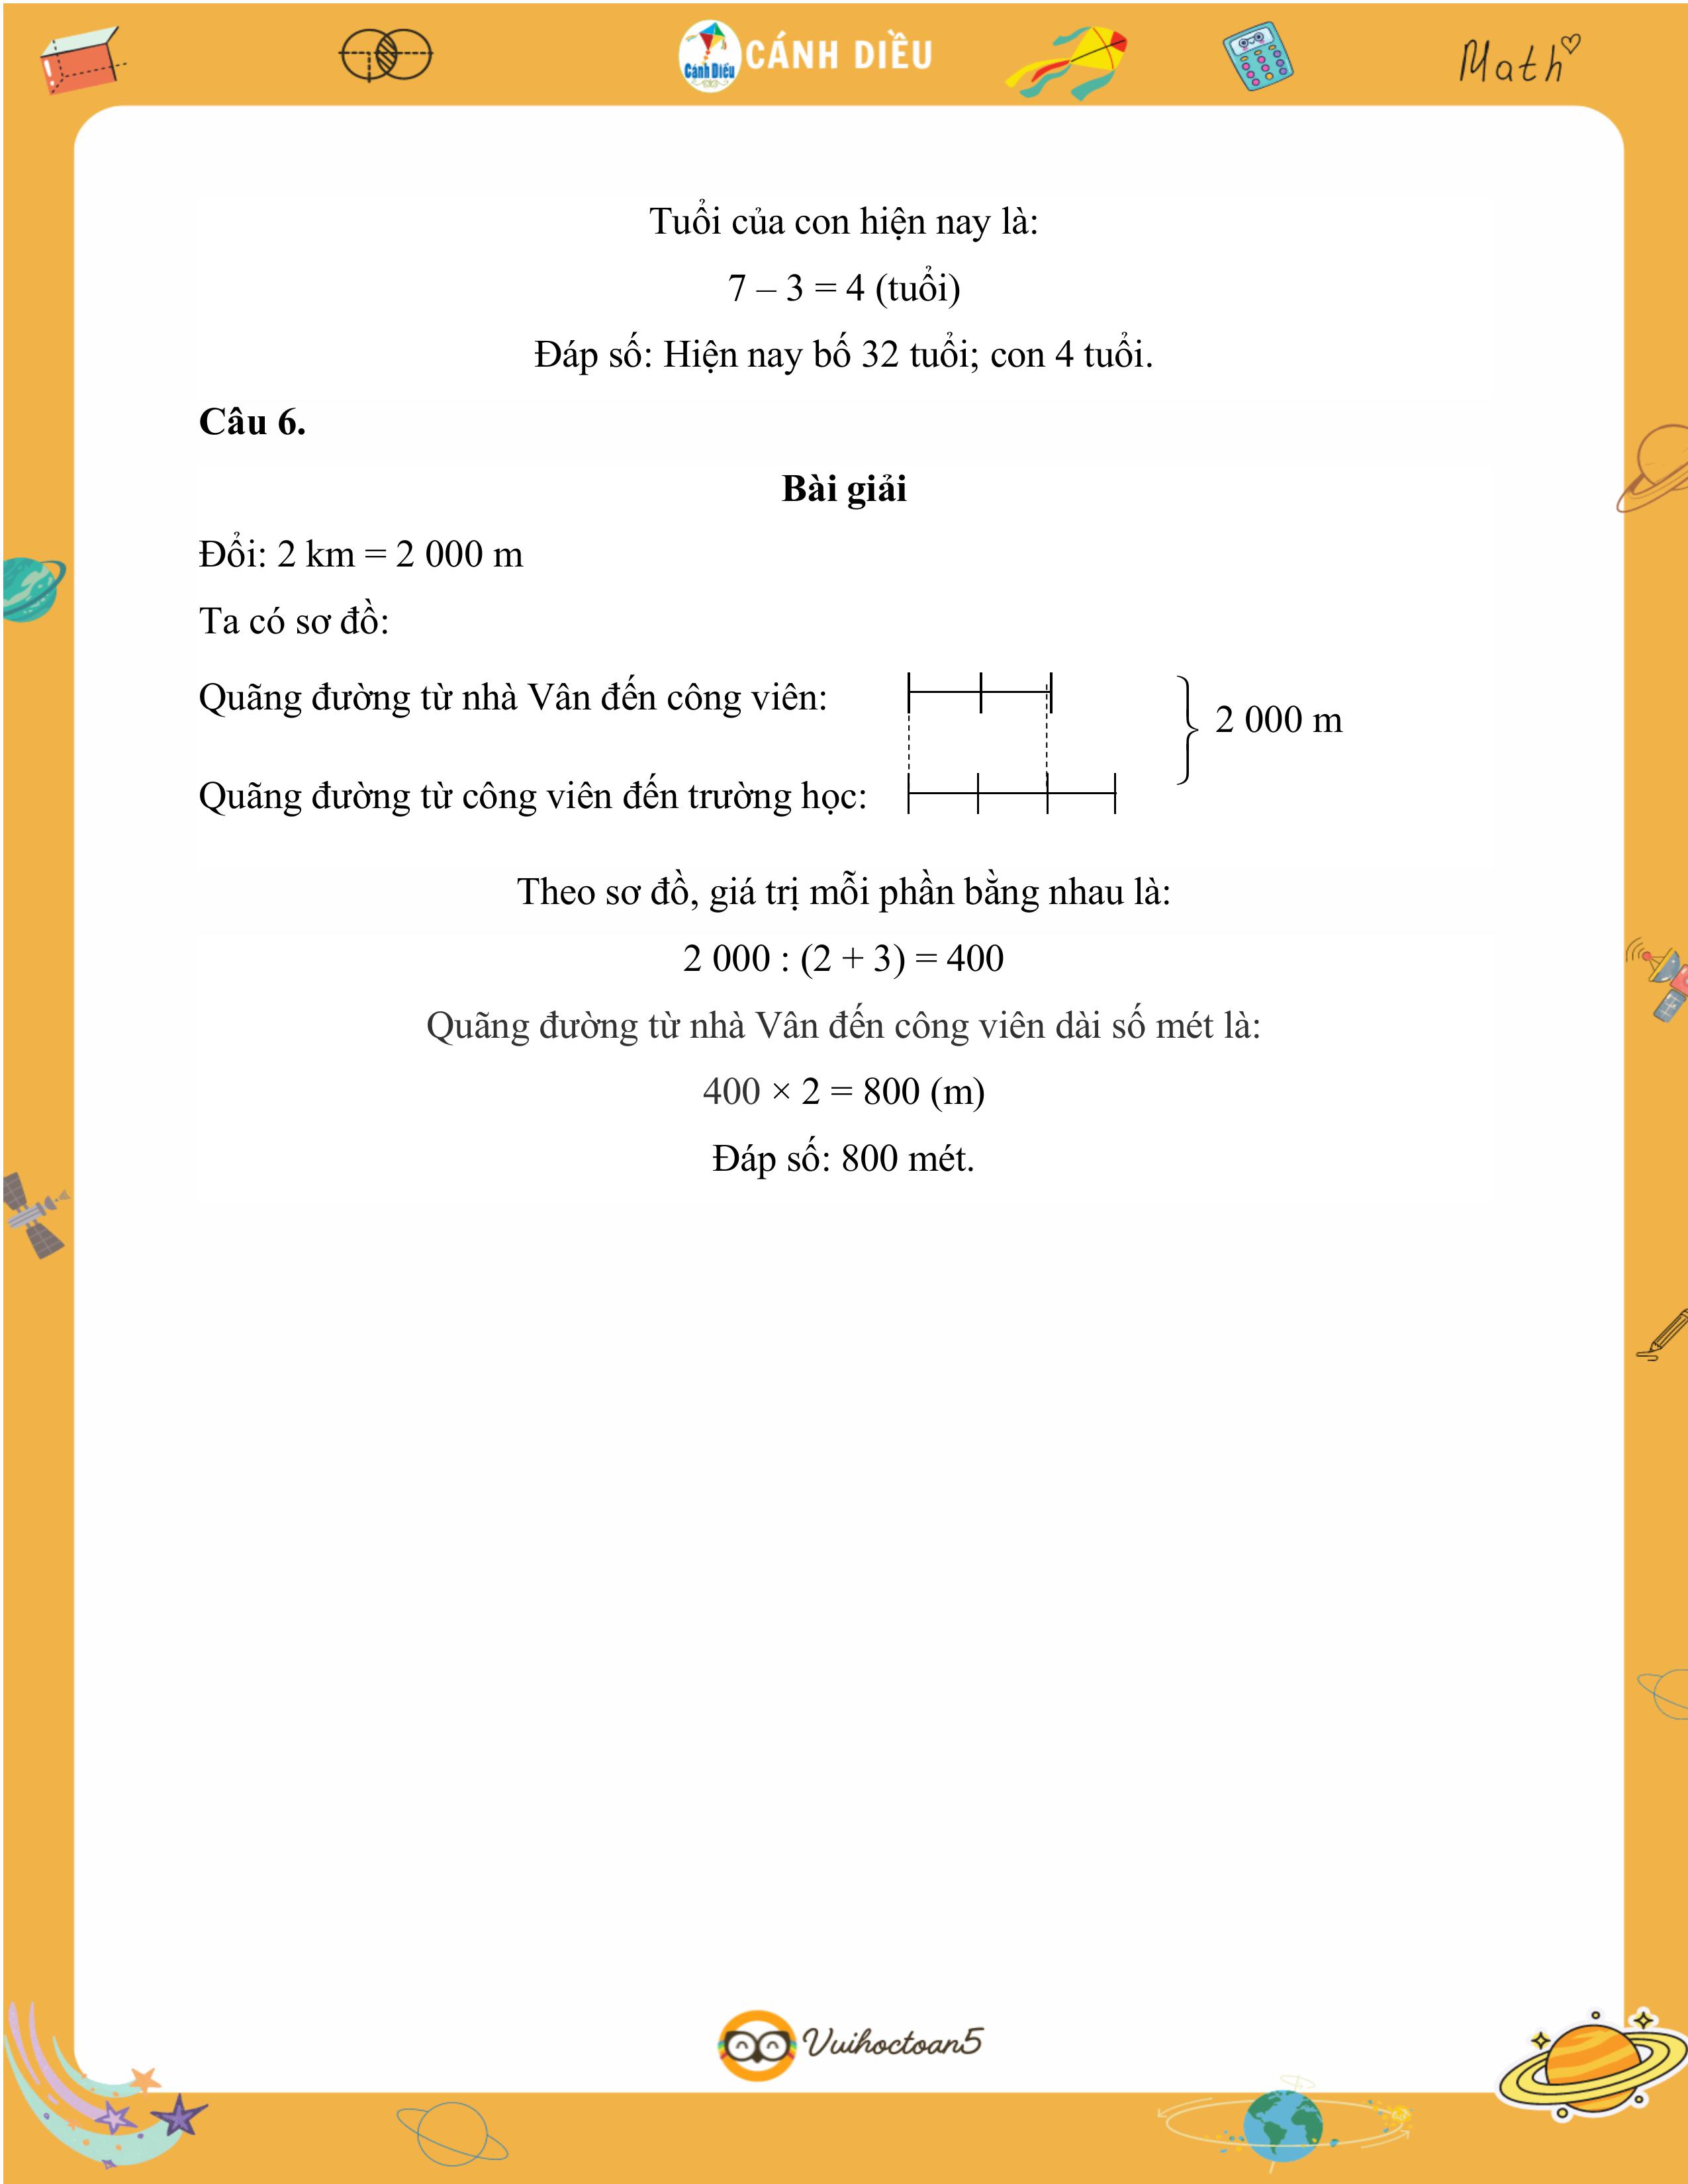 Cánh Diều CÁNH DIỀU Math
Tuổi của con hiện nay là:
7 – 3 = 4 (tuổi)
Đáp số: Hiện nay bố 32 tuổi; con 4 tuổi.
Câu 6.
Bài giải
Đổi: 2 km = 2 000 m
Ta có sơ đồ:
Quãng đường từ nhà Vân đến công viên:
2 000 m
Quãng đường từ công viên đến trường học:
Theo sơ đồ, giá trị mỗi phần bằng nhau là:
2 000 : (2 + 3) = 400
Quãng đường từ nhà Vân đến công viên dài số mét là:
400 × 2 = 800 (m)
Đáp số: 800 mét.
Vuihoctoan5